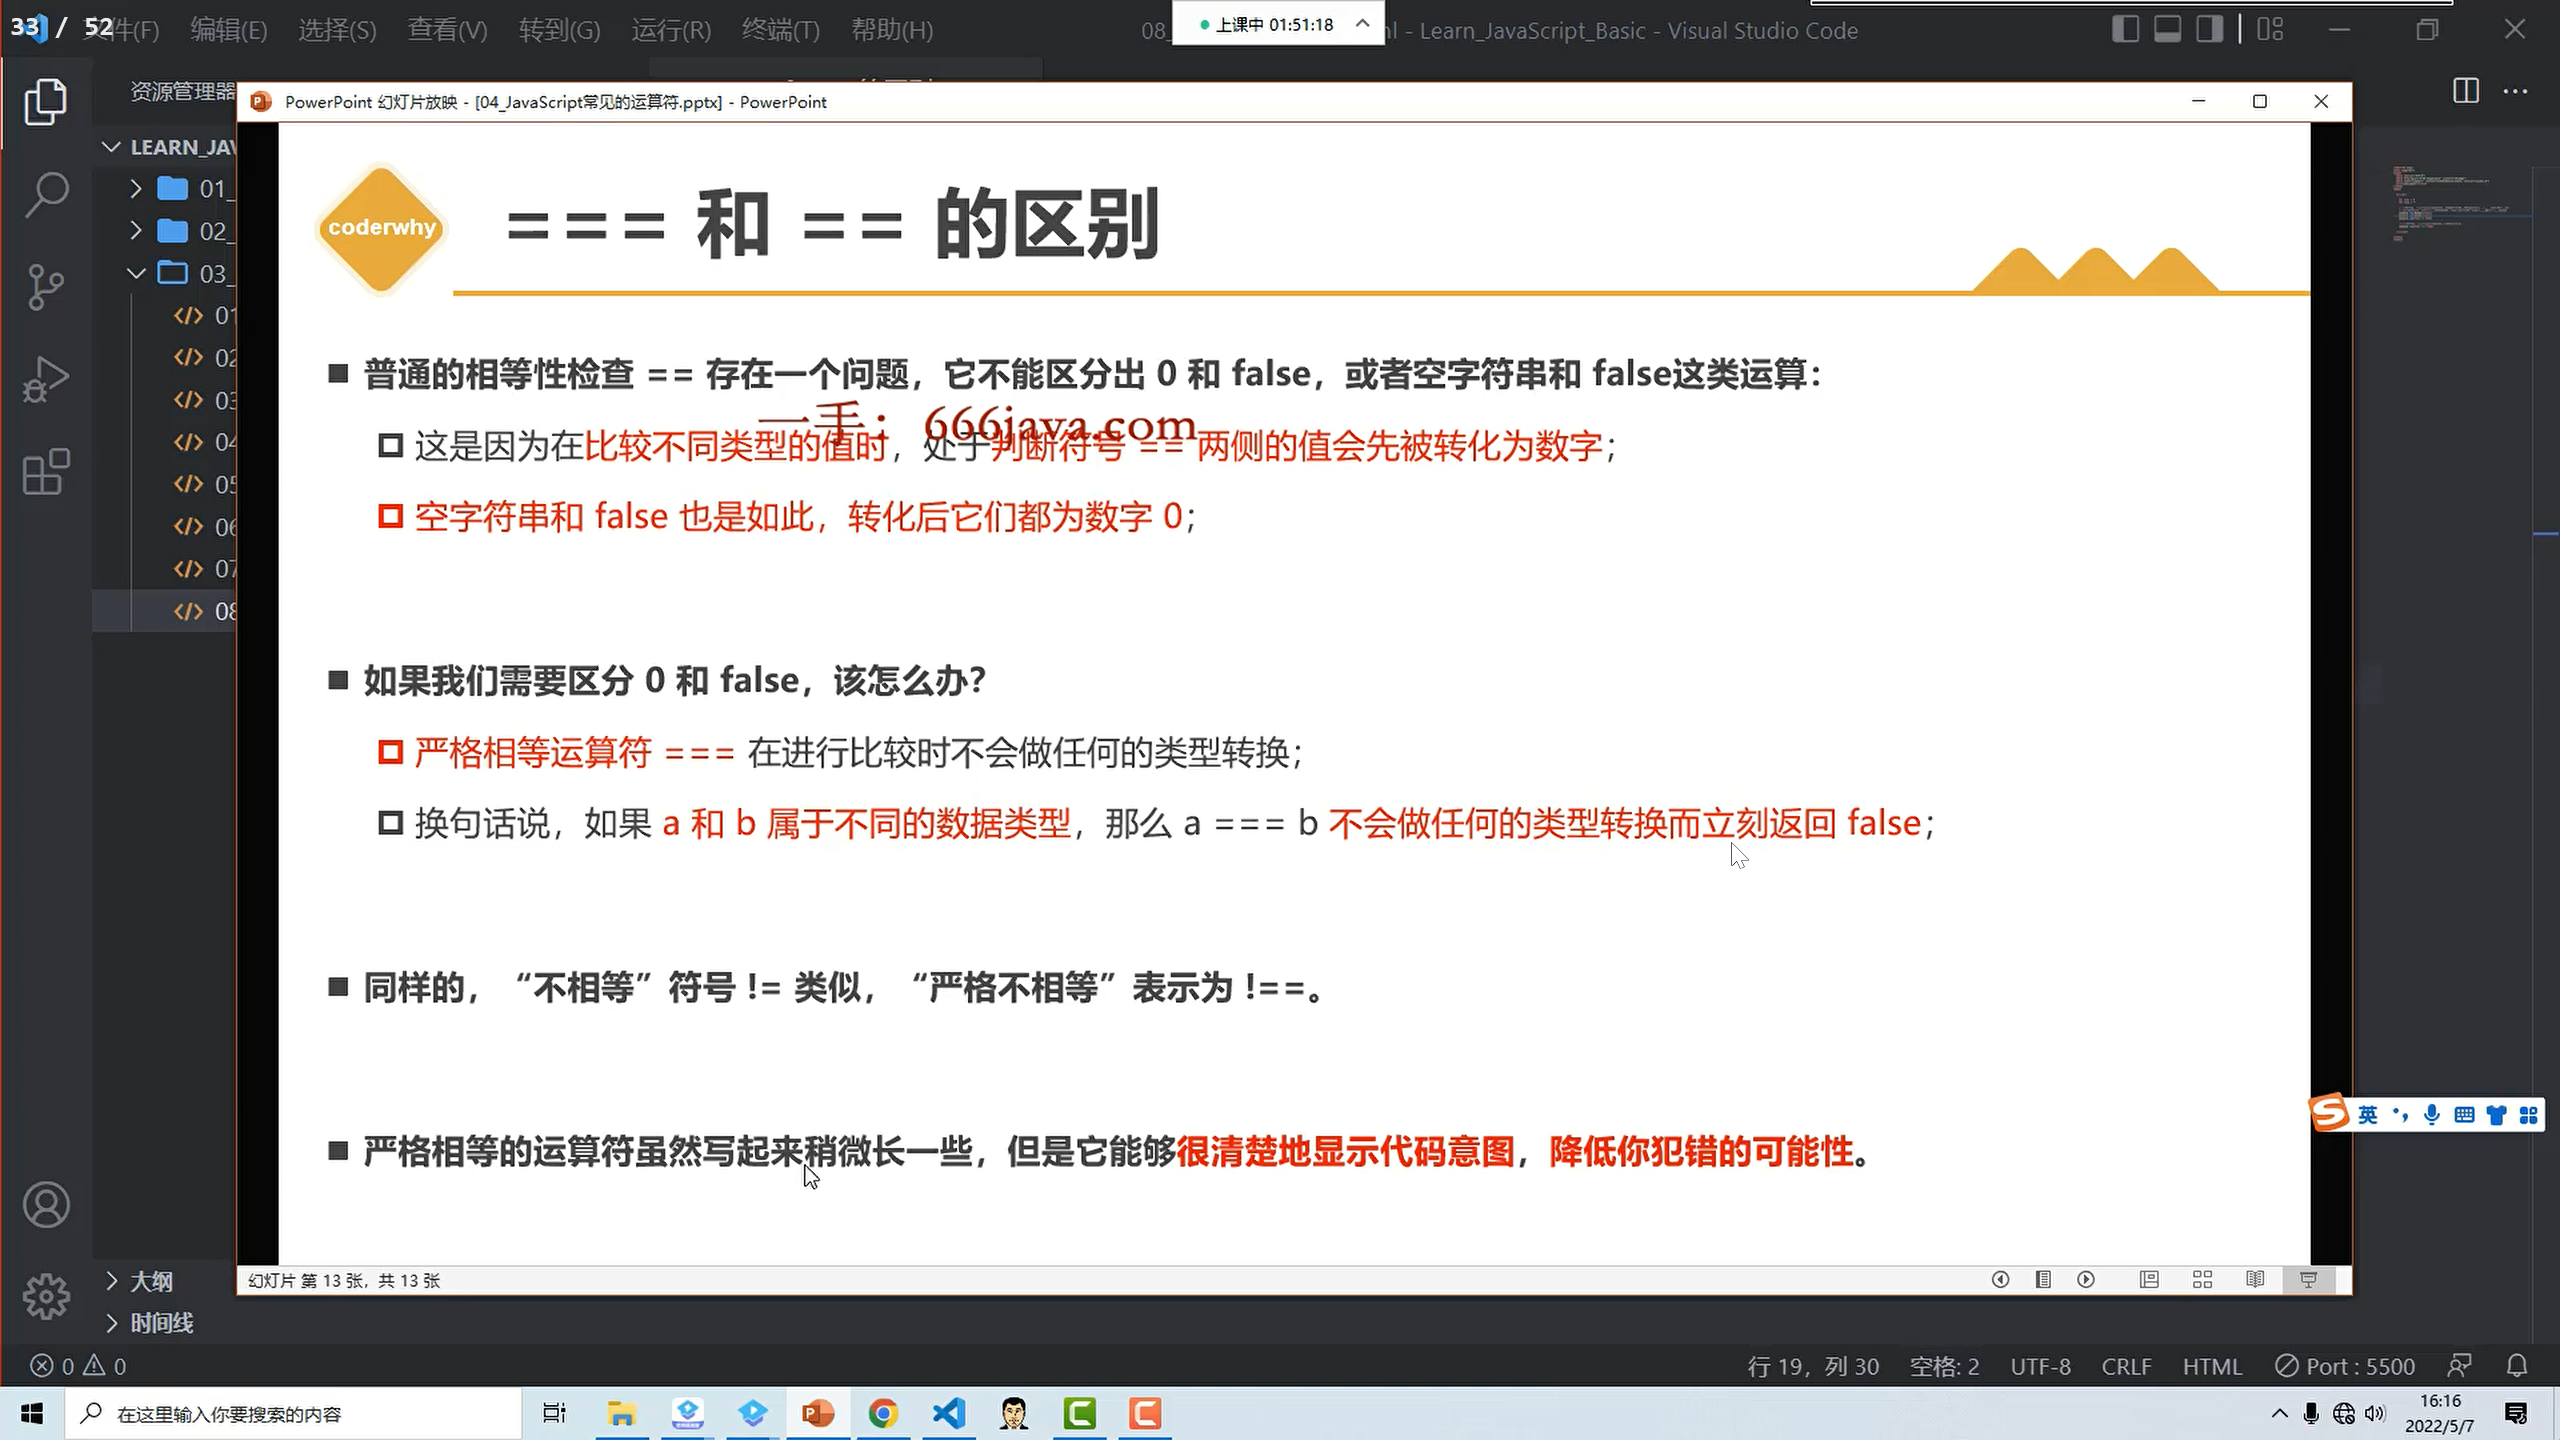 33 / 52
文件(F) 编辑(E) 选择(S) 查看(V) 转到(G) 运行(R) 终端(T) 帮助(H)
上课中 01:51:18
- Learn_JavaScript_Basic - Visual Studio Code
资源管理器
LEARN_JAV
01_
02_
03_
01
02
03
04
05
06
07
08
PowerPoint 幻灯片放映 - [04_JavaScript常见的运算符.pptx] - PowerPoint
coderwhy
=== 和 == 的区别
普通的相等性检查 == 存在一个问题，它不能区分出 0 和 false，或者空字符串和 false这类运算：
一手：666java.com
这是因为在比较不同类型的值时，处于判断符号 == 两侧的值会先被转化为数字；
空字符串和 false 也是如此，转化后它们都为数字 0；
如果我们需要区分 0 和 false，该怎么办？
严格相等运算符 === 在进行比较时不会做任何的类型转换；
换句话说，如果 a 和 b 属于不同的数据类型，那么 a === b 不会做任何的类型转换而立刻返回 false；
同样的，“不相等”符号 != 类似，“严格不相等”表示为 !==。
严格相等的运算符虽然写起来稍微长一些，但是它能够很清楚地显示代码意图，降低你犯错的可能性。
英
幻灯片 第 13 张，共 13 张
大纲
时间线
0 0
行 19，列 30 空格: 2 UTF-8 CRLF HTML Port : 5500
在这里输入你要搜索的内容
16:16
2022/5/7